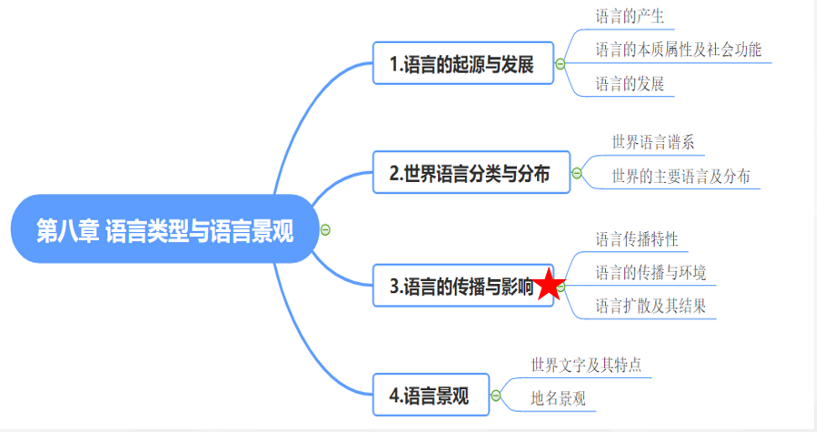 第八章 语言类型与语言景观
1.语言的起源与发展
语言的产生
语言的本质属性及社会功能
语言的发展
2.世界语言分类与分布
世界语言谱系
世界的主要语言及分布
3.语言的传播与影响
语言传播特性
语言的传播与环境
语言扩散及其结果
4.语言景观
世界文字及其特点
地名景观